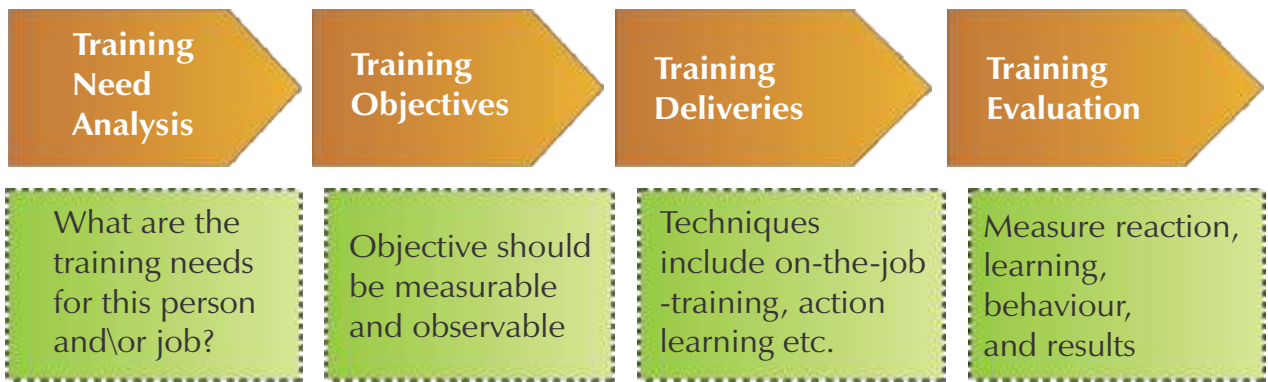 Training
Need
Analysis
Training
Objectives
Training
Deliveries
Training
Evaluation
What are the
training needs
for this person
and\or job?
Objective should
be measurable
and observable
Techniques
include on-the-job
-training, action
learning etc.
Measure reaction,
learning,
behaviour,
and results